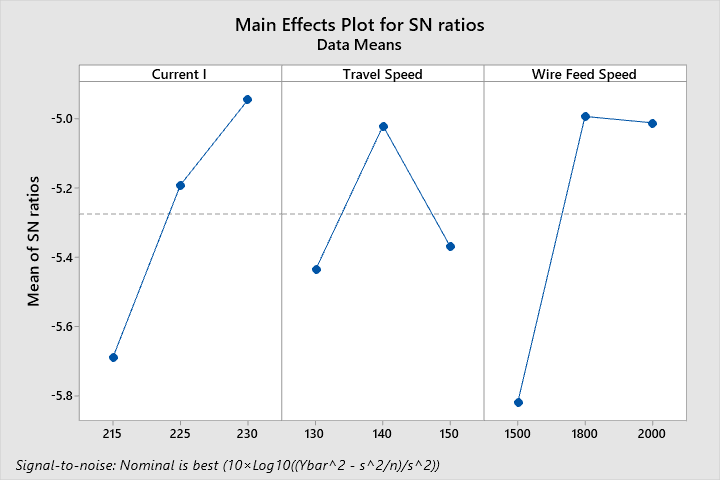 Main Effects Plot for SN ratios
Data Means
Current I Travel Speed Wire Feed Speed
Mean of SN ratios
-5.0
-5.2
-5.4
-5.6
-5.8
215 225 230 130 140 150 1500 1800 2000
Signal-to-noise: Nominal is best (10×Log10((Ybar^2 - s^2/n)/s^2))